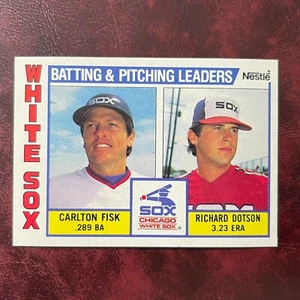 BATTING & PITCHING LEADERS
Nestlé
WHITE SOX
SOX
CARLTON FISK
.289 BA
SOX
CHICAGO
WHITE SOX
RICHARD DOTSON
3.23 ERA